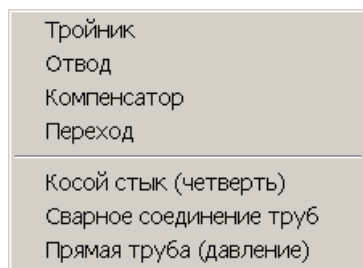 Тройник
Отвод
Компенсатор
Переход
Косой стык (четверть)
Сварное соединение труб
Прямая труба (давление)